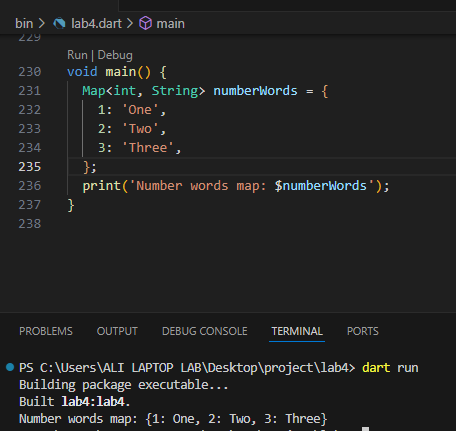 bin > lab4.dart > main
229
Run | Debug
230 void main() {
231 Map<int, String> numberWords = {
232 1: 'One',
233 2: 'Two',
234 3: 'Three',
235 };
236 print('Number words map: $numberWords');
237 }
238
PROBLEMS OUTPUT DEBUG CONSOLE TERMINAL PORTS
PS C:\Users\ALI LAPTOP LAB\Desktop\project\lab4> dart run
Building package executable...
Built lab4:lab4.
Number words map: {1: One, 2: Two, 3: Three}